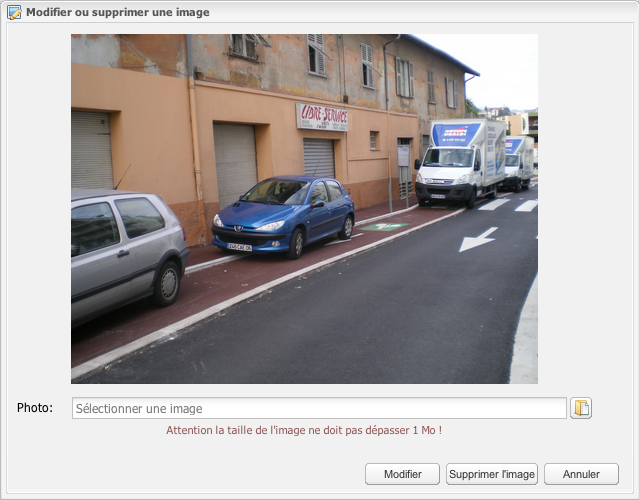 Modifier ou supprimer une image
LIBRE-SERVICE
Photo:
Sélectionner une image
Attention la taille de l'image ne doit pas dépasser 1 Mo !
Modifier
Supprimer l'image
Annuler